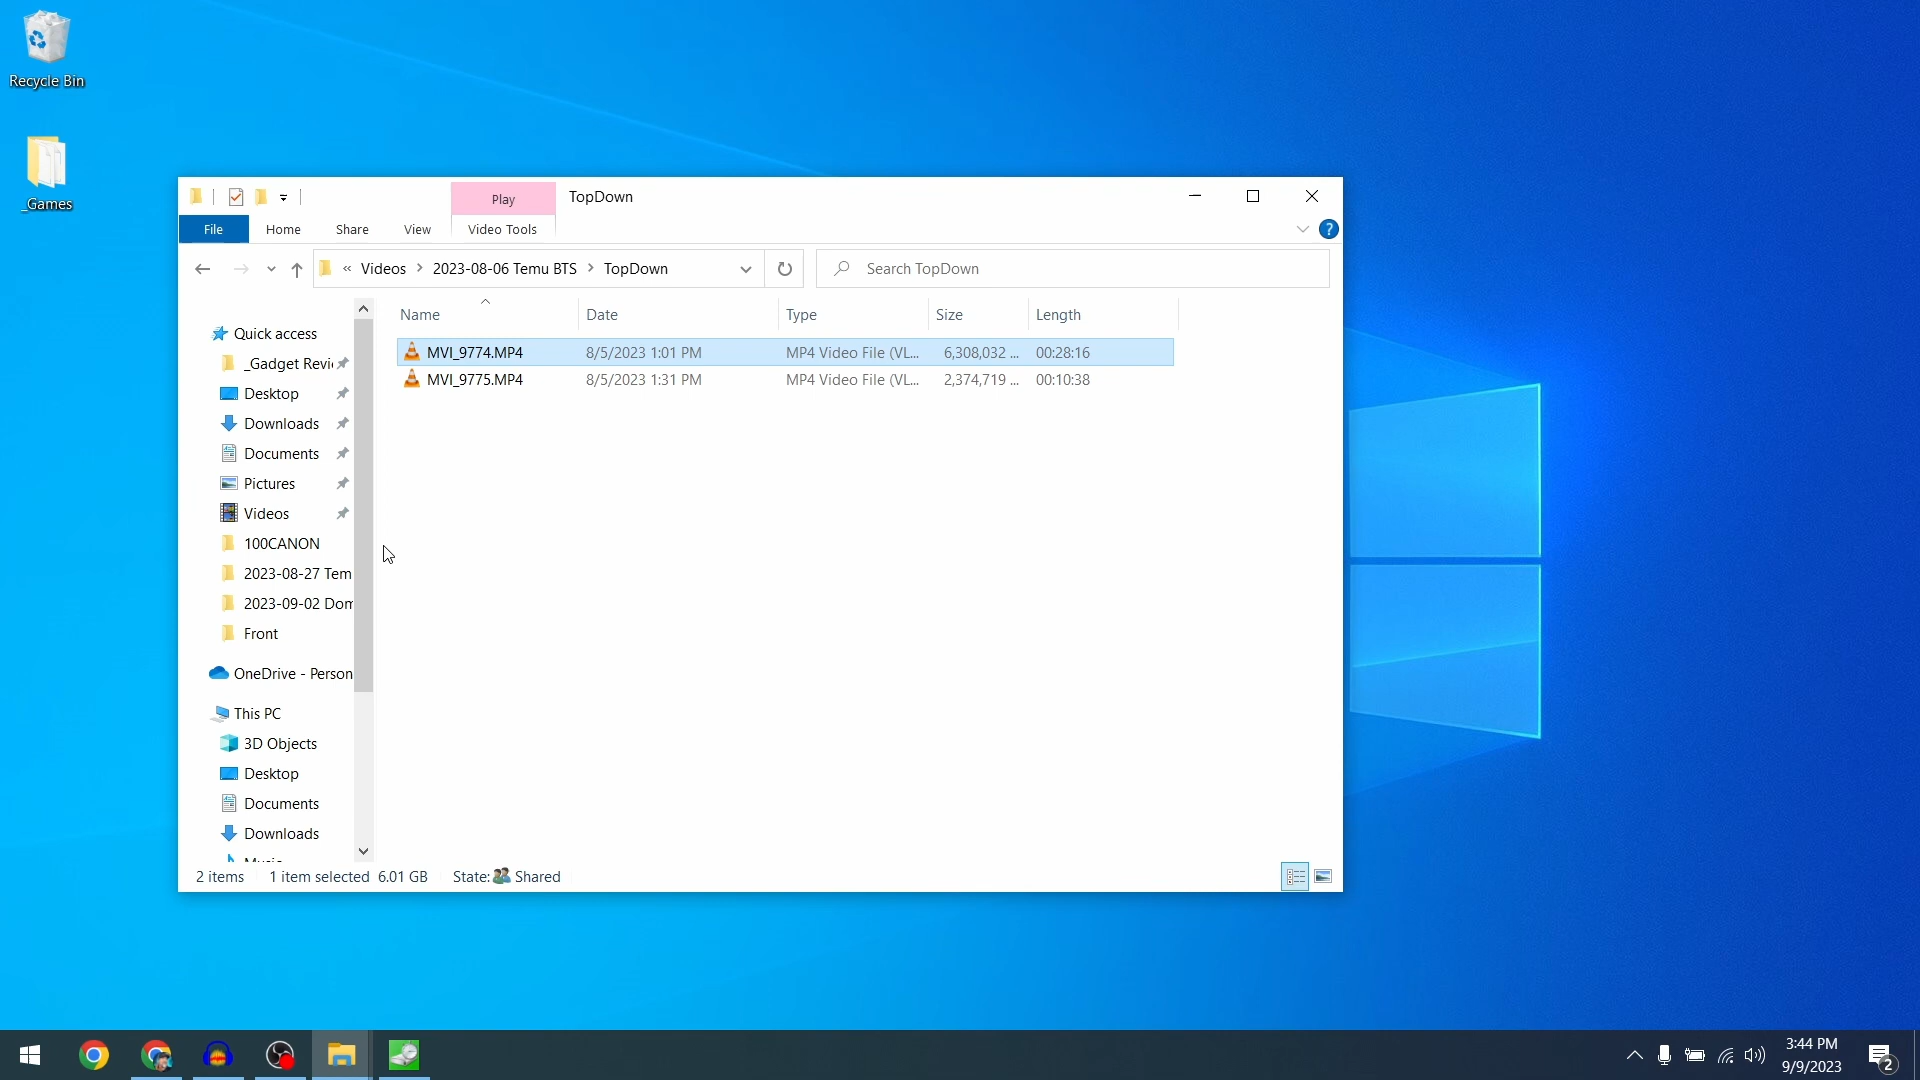 Recycle Bin
_Games
Play
TopDown
File
Home
Share
View
Video Tools
?
« Videos > 2023-08-06 Temu BTS > TopDown
Search TopDown
Name
Date
Type
Size
Length
MVI_9774.MP4
8/5/2023 1:01 PM
MP4 Video File (VL...
6,308,032 ...
00:28:16
MVI_9775.MP4
8/5/2023 1:31 PM
MP4 Video File (VL...
2,374,719 ...
00:10:38
Quick access
_Gadget Revi
Desktop
Downloads
Documents
Pictures
Videos
100CANON
2023-08-27 Tem
2023-09-02 Dom
Front
OneDrive - Person
This PC
3D Objects
Desktop
Documents
Downloads
Music
2 items
1 item selected 6.01 GB
State: Shared
3:44 PM
9/9/2023
2